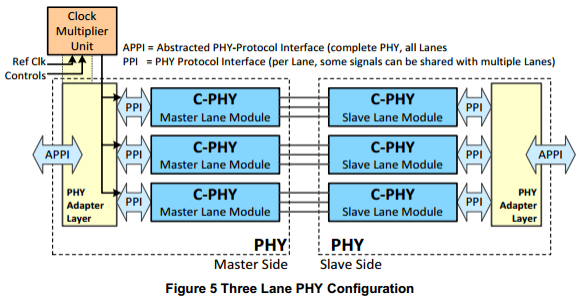 Clock
Multiplier
Unit
Ref Clk
Controls
APPI = Abstracted PHY-Protocol Interface (complete PHY, all Lanes
PPI = PHY Protocol Interface (per Lane, some signals can be shared with multiple Lanes)
PPI
C-PHY
Master Lane Module
C-PHY
Slave Lane Module
PPI
APPI
PPI
C-PHY
Master Lane Module
C-PHY
Slave Lane Module
PPI
APPI
PHY
Adapter
Layer
PPI
C-PHY
Master Lane Module
C-PHY
Slave Lane Module
PPI
PHY
Adapter
Layer
PHY
Master Side
PHY
Slave Side
Figure 5 Three Lane PHY Configuration